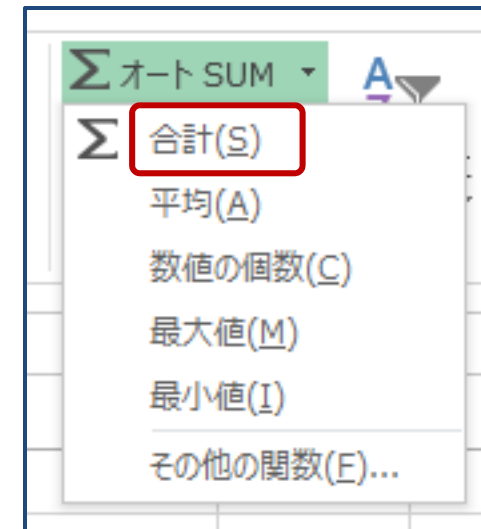 Σ オート SUM
Σ 合計(S)
平均(A)
数値の個数(C)
最大値(M)
最小値(I)
その他の関数(F)...